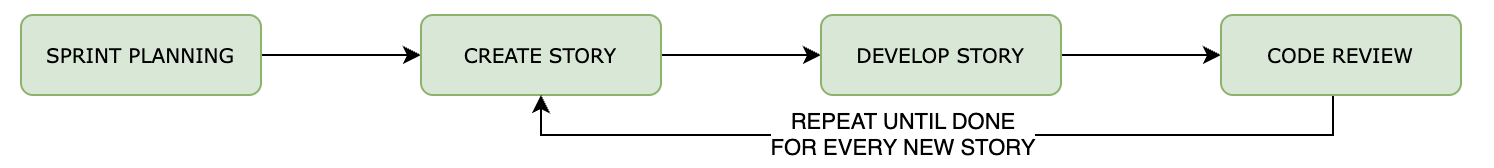 SPRINT PLANNING
CREATE STORY
DEVELOP STORY
CODE REVIEW
REPEAT UNTIL DONE
FOR EVERY NEW STORY